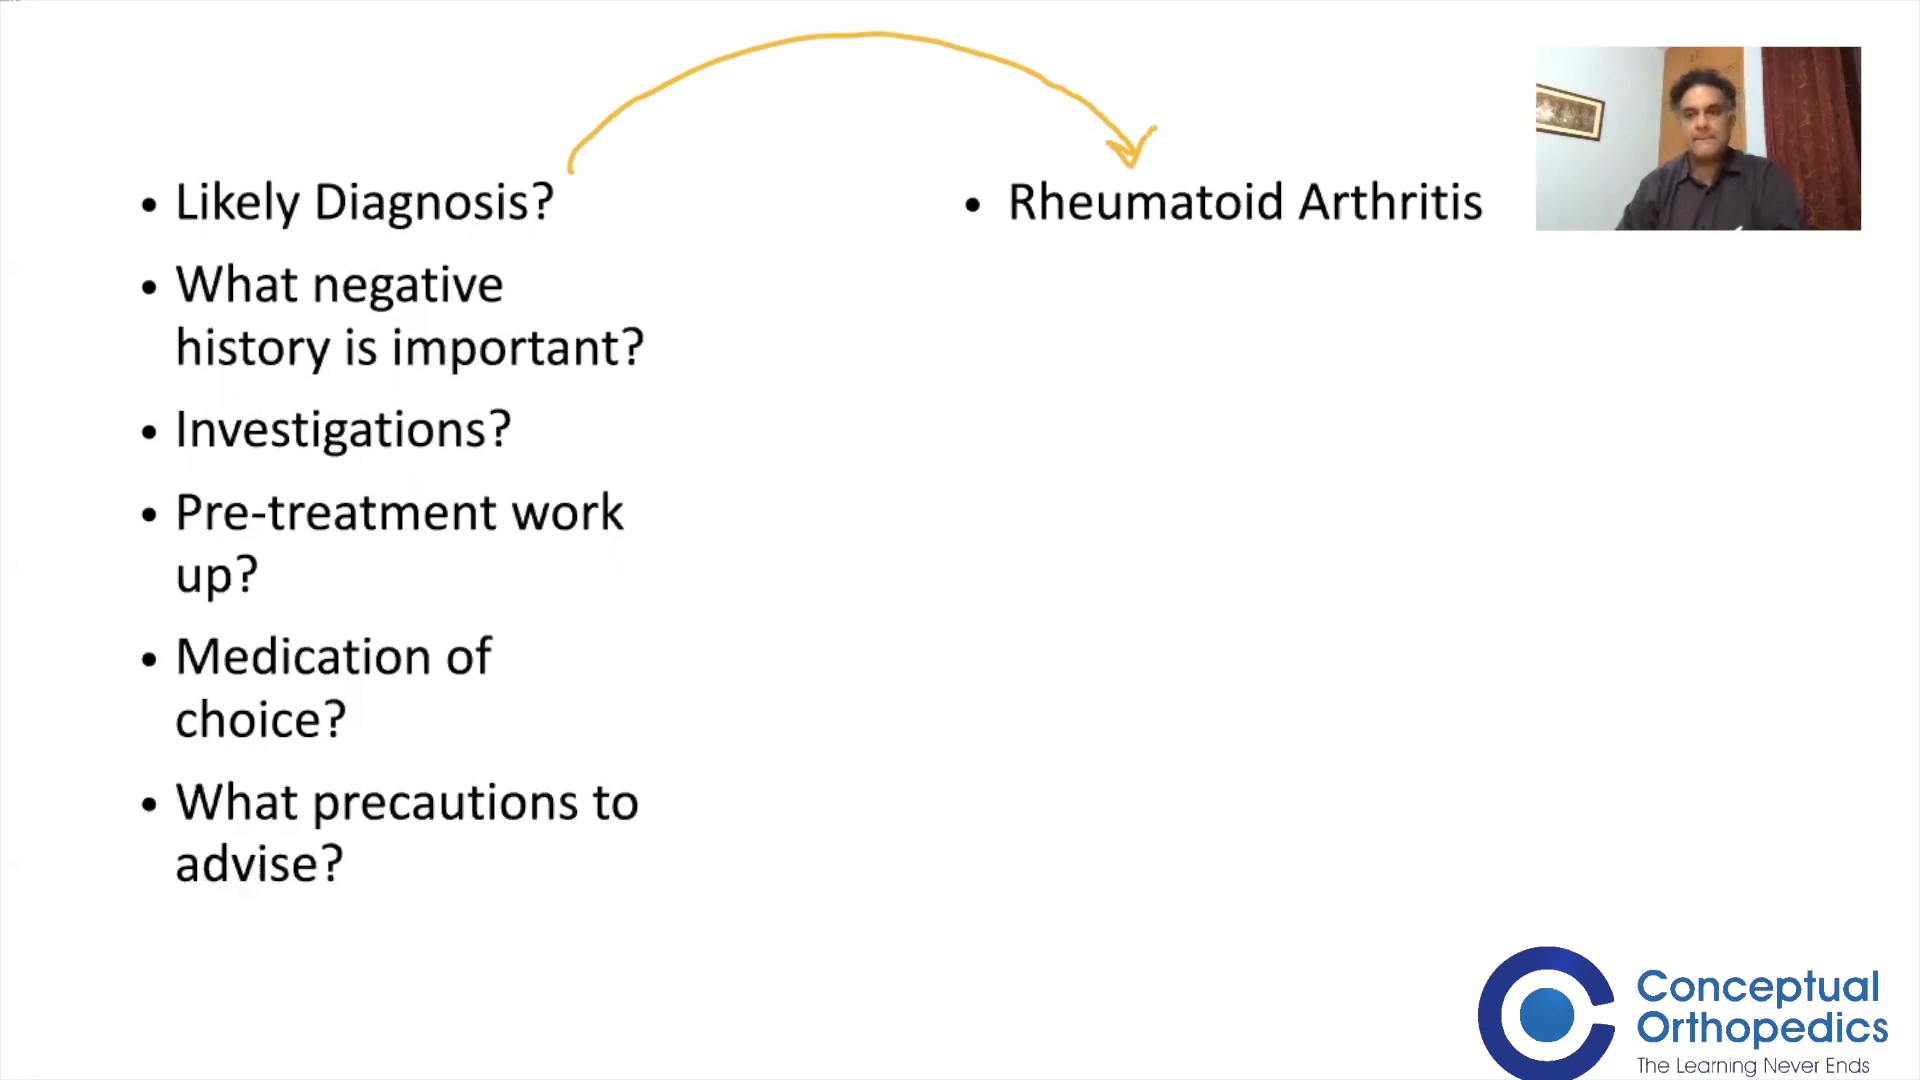 • Likely Diagnosis?
• What negative
history is important?
• Investigations?
• Pre-treatment work
up?
• Medication of
choice?
• What precautions to
advise?
• Rheumatoid Arthritis
Conceptual
Orthopedics
The Learning Never Ends